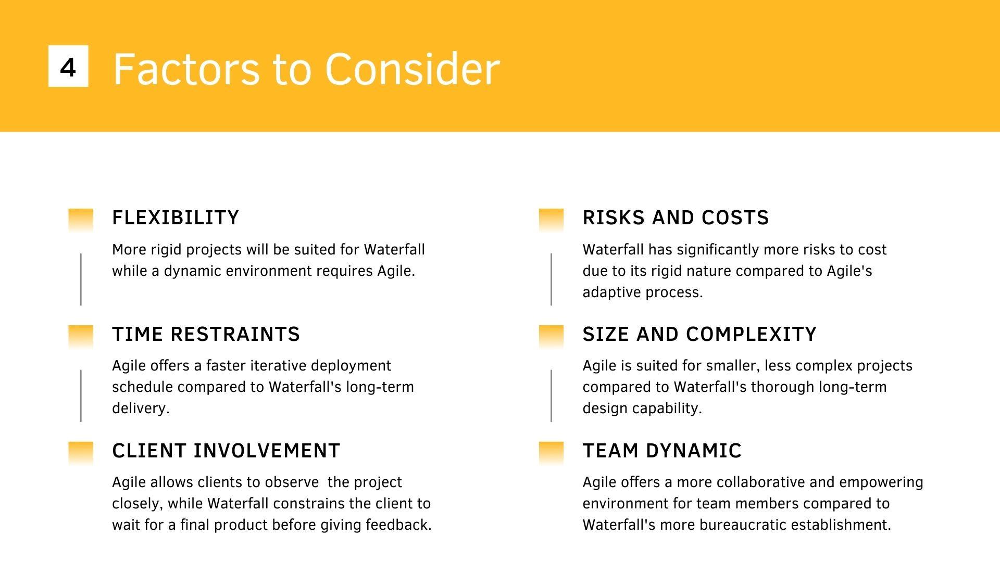 4
Factors to Consider
FLEXIBILITY
More rigid projects will be suited for Waterfall
while a dynamic environment requires Agile.
TIME RESTRAINTS
Agile offers a faster iterative deployment
schedule compared to Waterfall's long-term
delivery.
CLIENT INVOLVEMENT
Agile allows clients to observe  the project
closely, while Waterfall constrains the client to
wait for a final product before giving feedback.
RISKS AND COSTS
Waterfall has significantly more risks to cost
due to its rigid nature compared to Agile's
adaptive process.
SIZE AND COMPLEXITY
Agile is suited for smaller, less complex projects
compared to Waterfall's thorough long-term
design capability.
TEAM DYNAMIC
Agile offers a more collaborative and empowering
environment for team members compared to
Waterfall's more bureaucratic establishment.